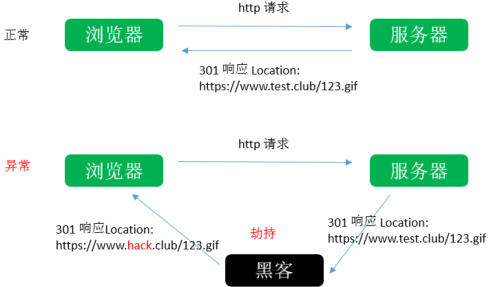 http 请求
正常
浏览器
服务器
301 响应 Location:
https://www.test.club/123.gif
http 请求
异常
浏览器
服务器
301 响应Location:
https://www.hack.club/123.gif
劫持
301 响应 Location:
https://www.test.club/123.gif
黑客